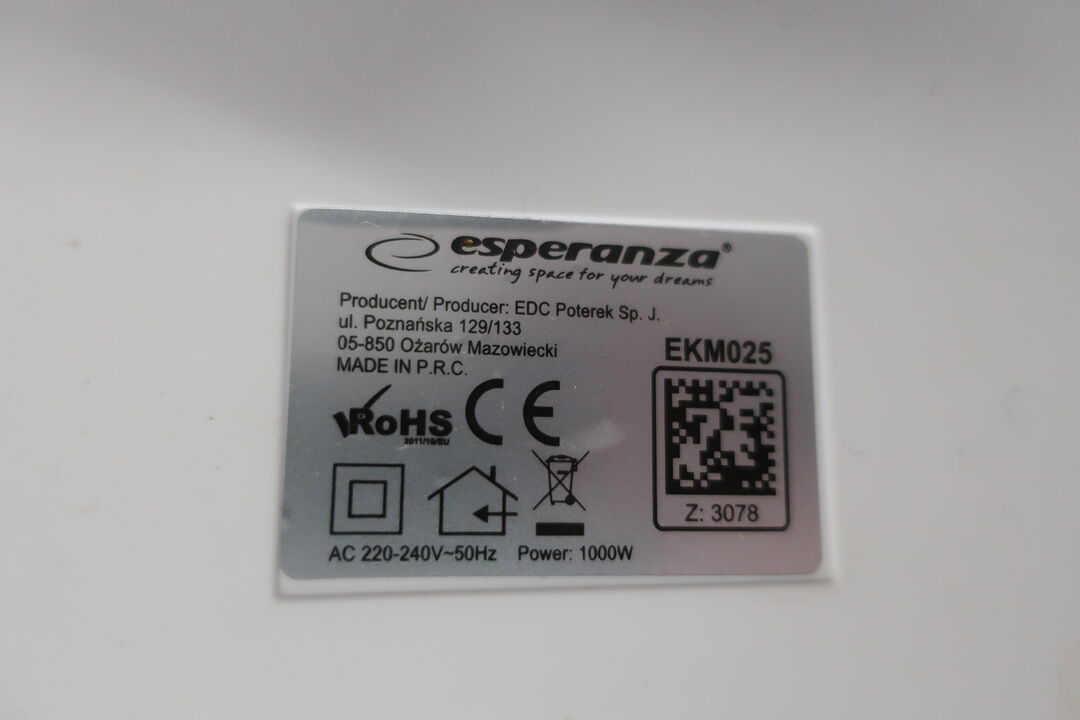 esperanza®
creating space for your dreams
Producent/ Producer: EDC Poterek Sp. J.
ul. Poznańska 129/133
05-850 Ożarów Mazowiecki
MADE IN P.R.C.
EKM025
RoHS
2011/19/EU
CE
Z: 3078
AC 220-240V~50Hz Power: 1000W